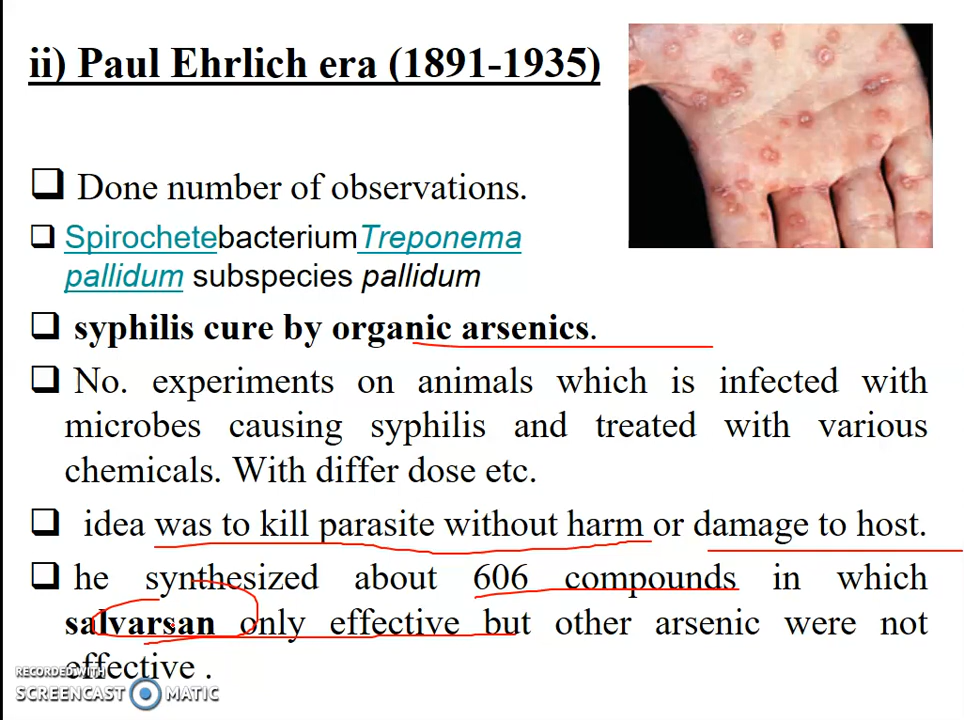 ii) Paul Ehrlich era (1891-1935)
Done number of observations.
SpirochetebacteriumTreponema
pallidum subspecies pallidum
syphilis cure by organic arsenics.
No. experiments on animals which is infected with
microbes causing syphilis and treated with various
chemicals. With differ dose etc.
idea was to kill parasite without harm or damage to host.
he synthesized about 606 compounds in which
salvarsan only effective but other arsenic were not
effective .
RECORDED WITH
SCREENCAST MATIC